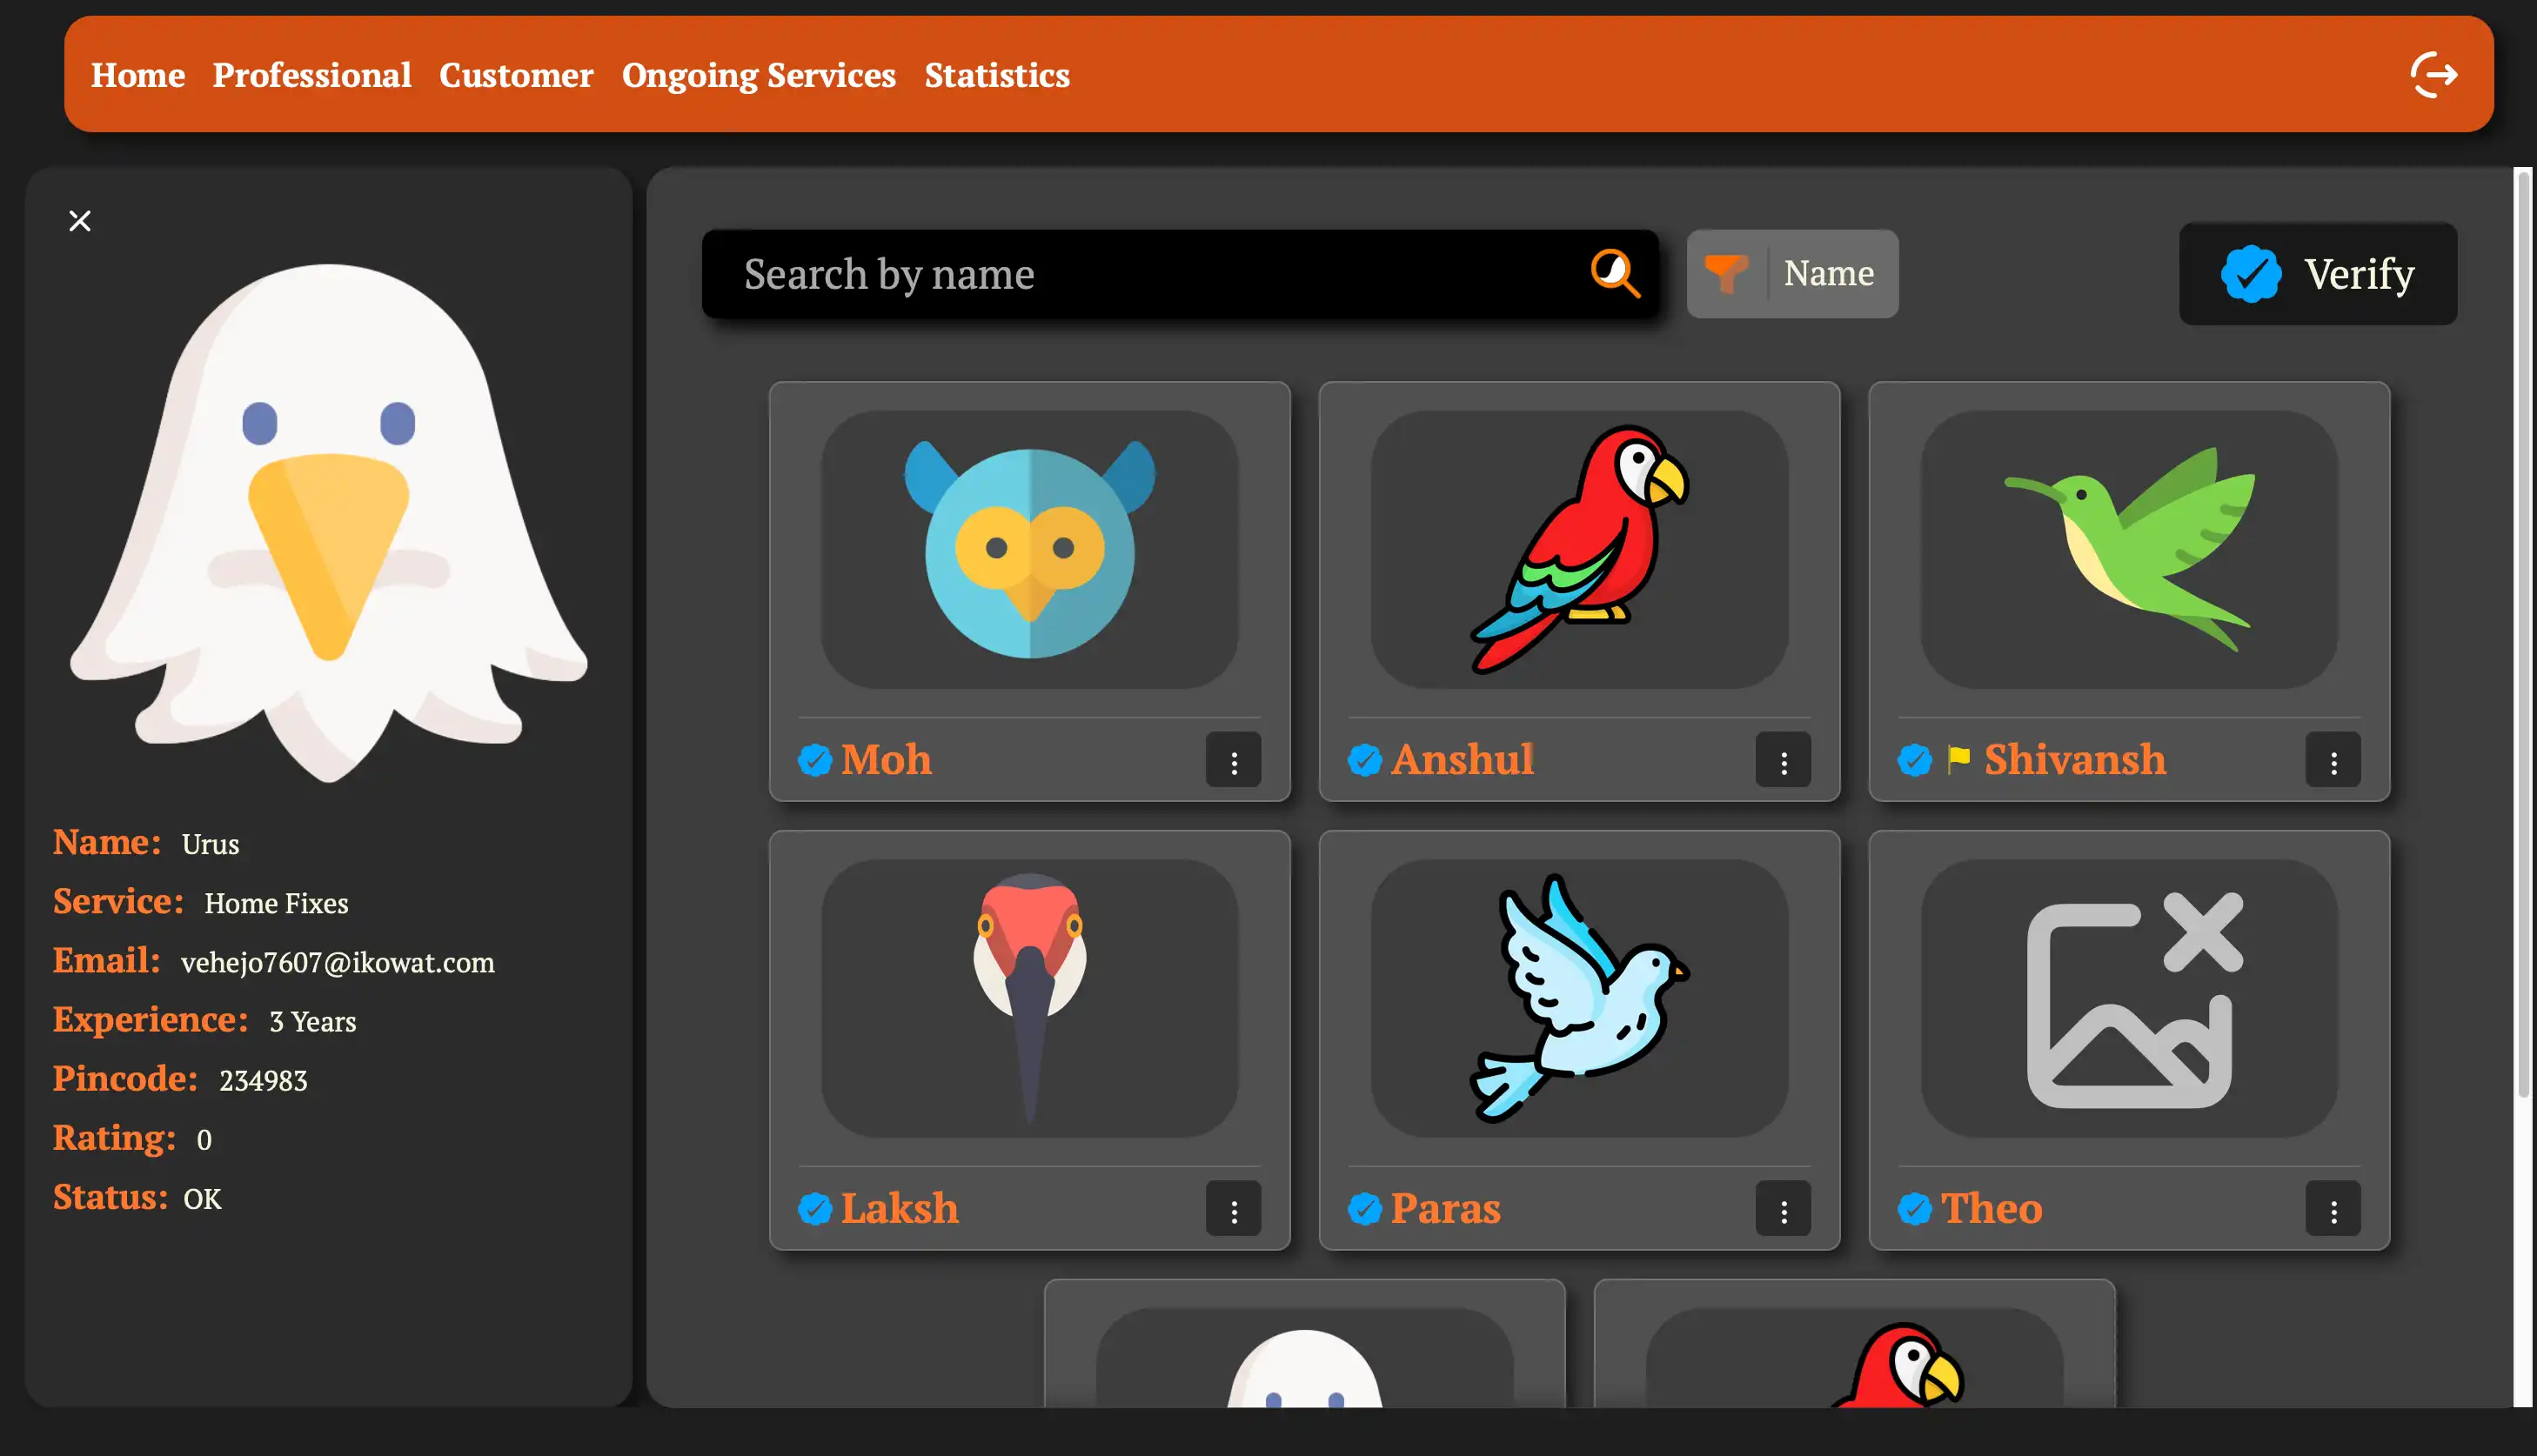 Home Professional Customer Ongoing Services Statistics
Search by name
Name
Verify
Moh
Anshul
Shivansh
Laksh
Paras
Theo
Name: Urus
Service: Home Fixes
Email: vehejo7607@ikowat.com
Experience: 3 Years
Pincode: 234983
Rating: 0
Status: OK